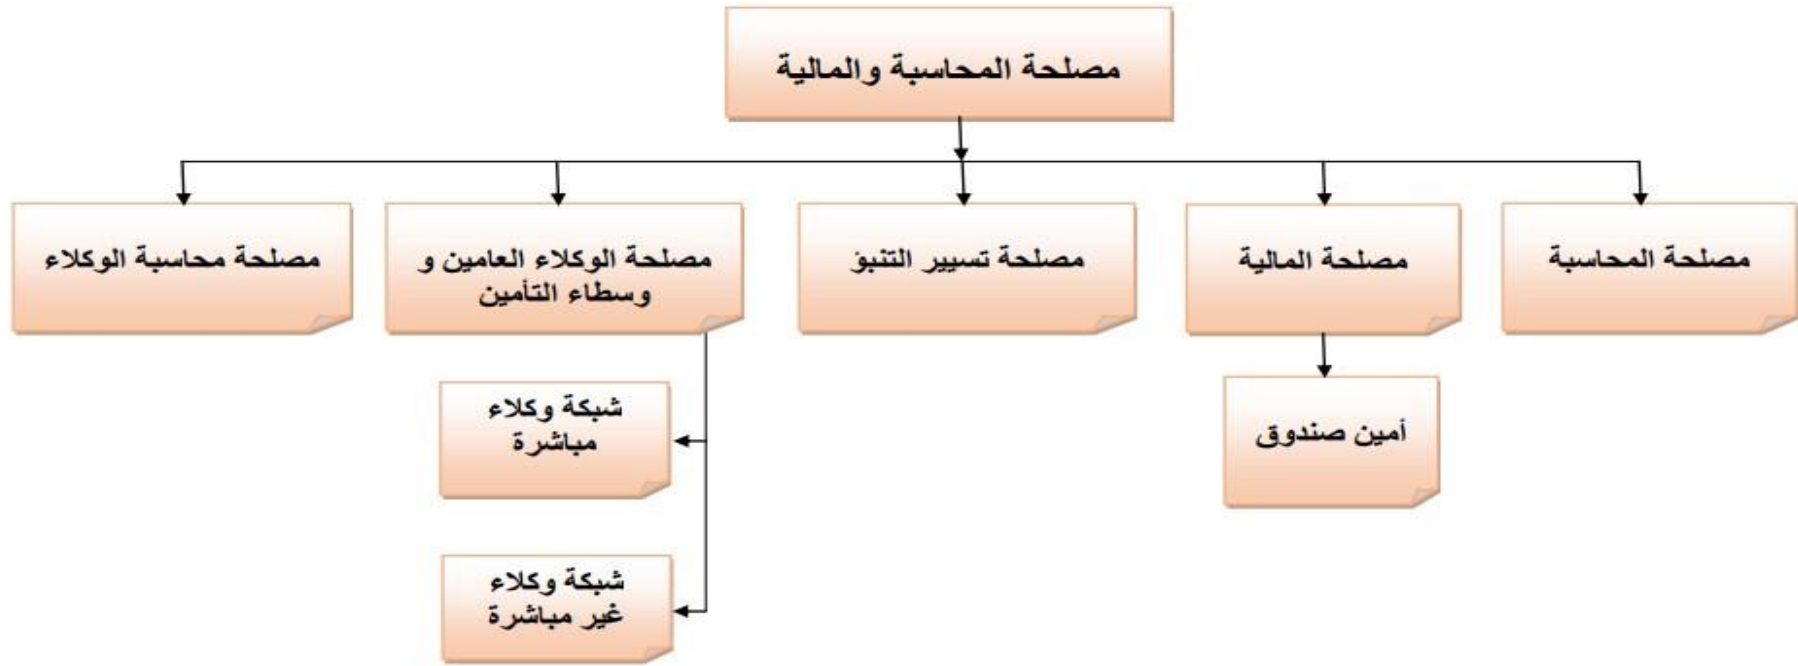 مصلحة المحاسبة والمالية
مصلحة المحاسبة
مصلحة المالية
مصلحة تسيير التنبؤ
مصلحة الوكلاء العامين و
وسطاء التأمين
مصلحة محاسبة الوكلاء
أمين صندوق
شبكة وكلاء
مباشرة
شبكة وكلاء
غير مباشرة